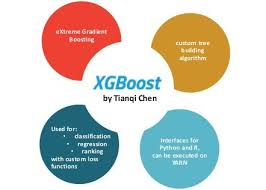 eXtreme Gradient
Boosting
custom tree
building
algorithm
XGBoost
by Tianqi Chen
Used for:
• classification
• regression
• ranking
with custom loss
functions
Interfaces for
Python and R,
can be executed on
YARN